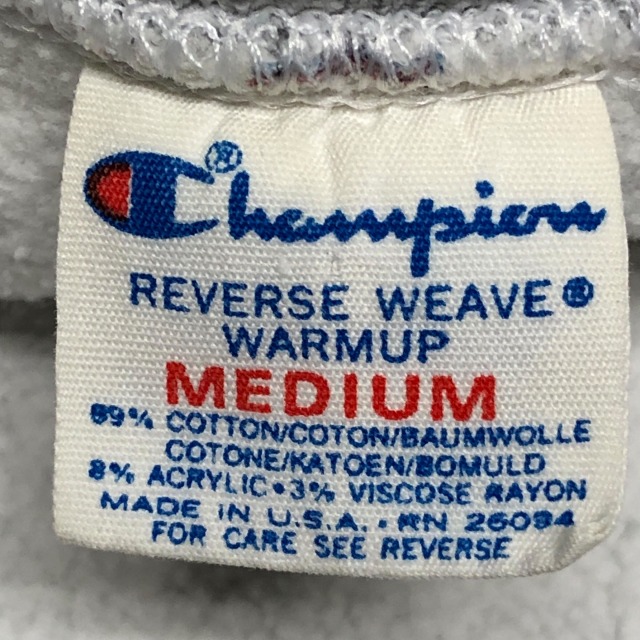 Champion®
REVERSE WEAVE®
WARMUP
MEDIUM
89% COTTON/COTON/BAUMWOLLE
COTONE/KATOEN/BOMULD
8% ACRYLIC • 3% VISCOSE RAYON
MADE IN U.S.A. • RN 26094
FOR CARE SEE REVERSE